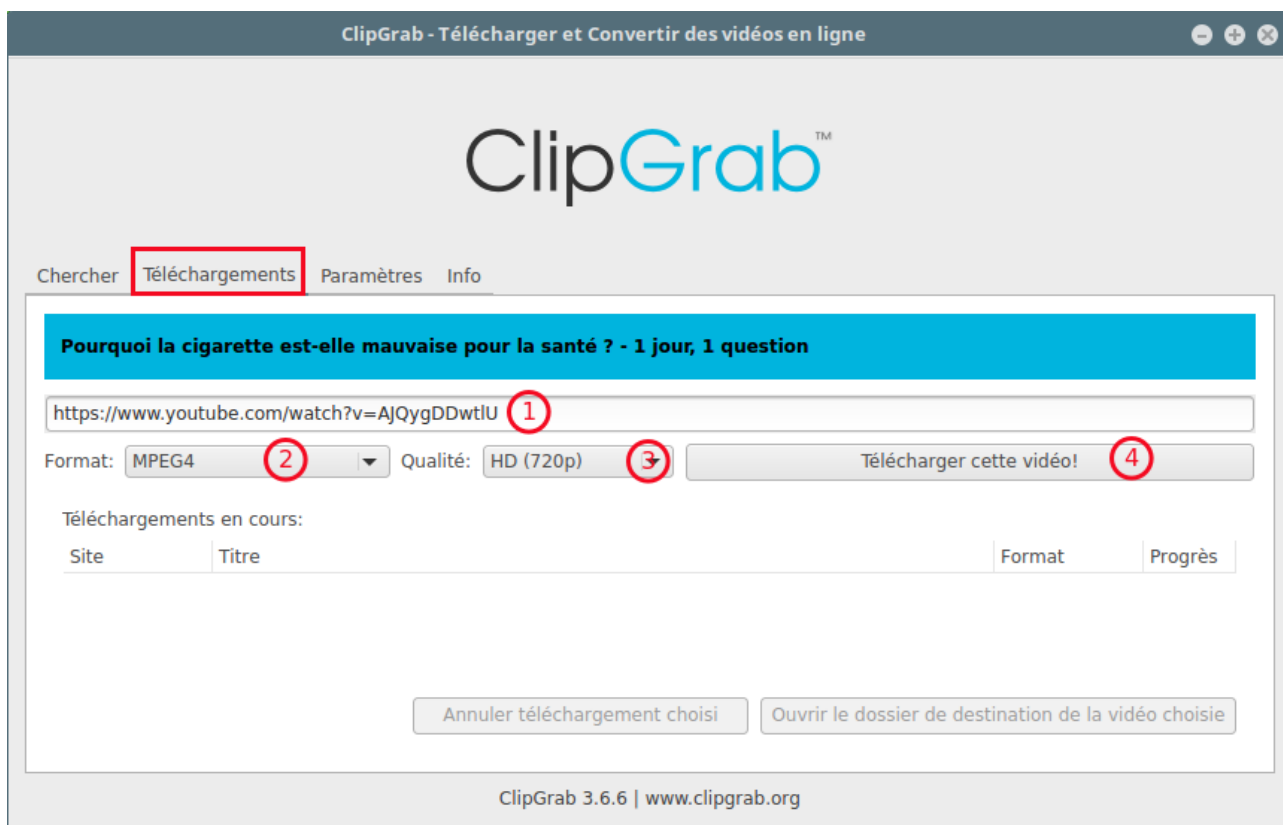 ClipGrab - Télécharger et Convertir des vidéos en ligne
ClipGrab™
Chercher Téléchargements Paramètres Info
Pourquoi la cigarette est-elle mauvaise pour la santé ? - 1 jour, 1 question
https://www.youtube.com/watch?v=AJQygDDwtlU 1
Format: MPEG4 2 Qualité: HD (720p) 3 Télécharger cette vidéo! 4
Téléchargements en cours:
Site Titre Format Progrès
Annuler téléchargement choisi Ouvrir le dossier de destination de la vidéo choisie
ClipGrab 3.6.6 | www.clipgrab.org